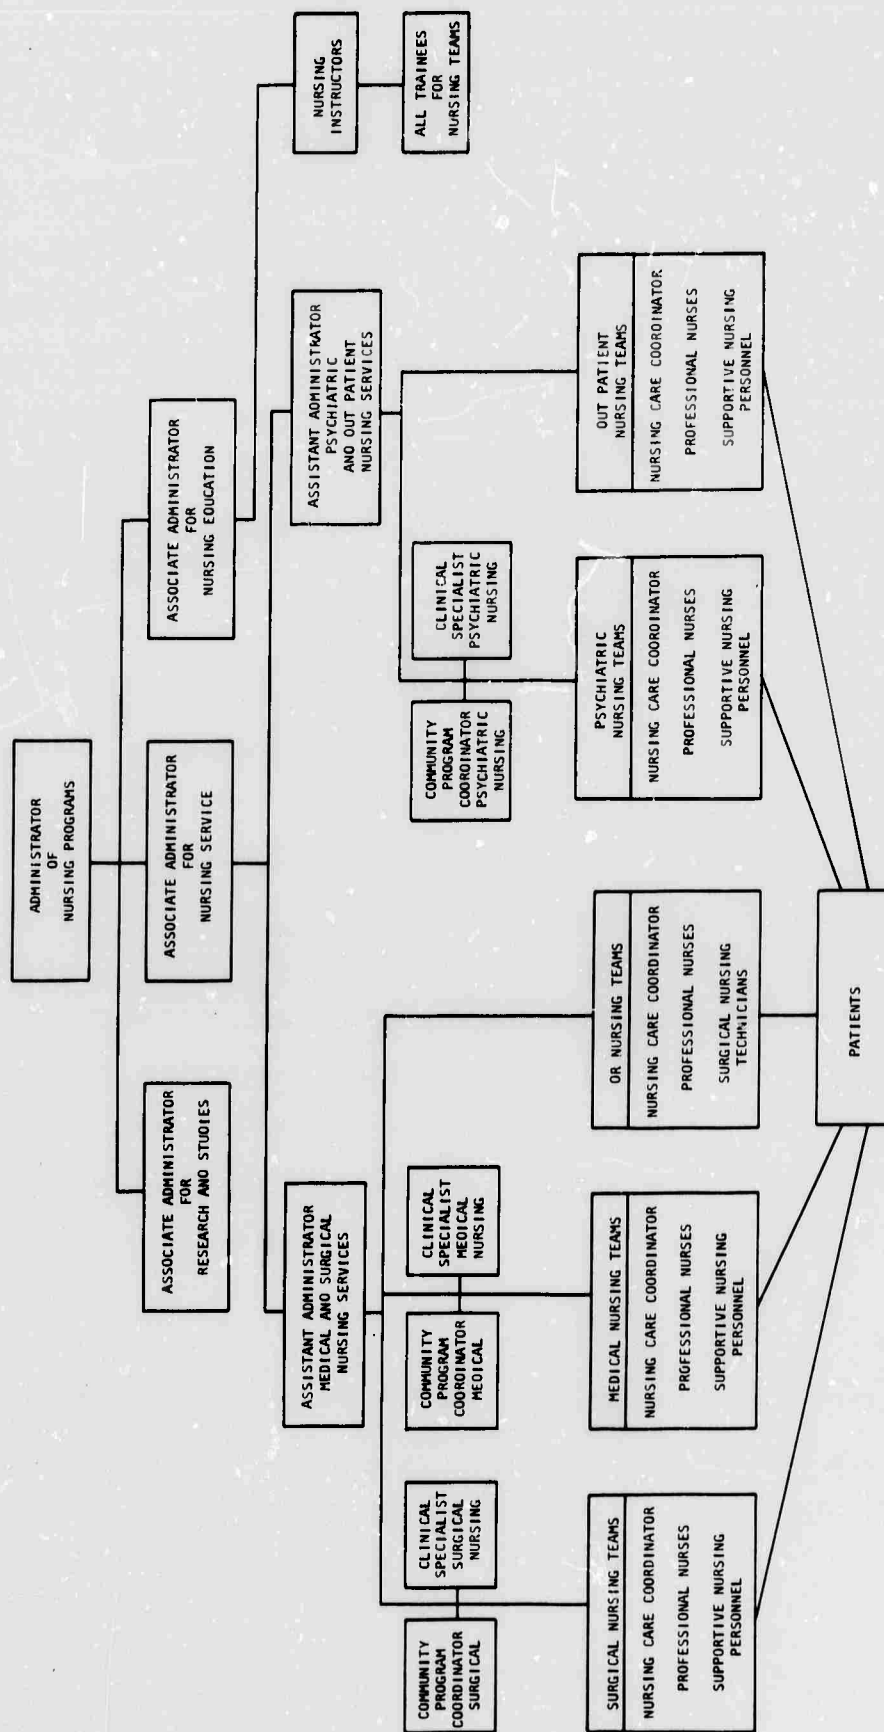 ADMINISTRATOR
OF
NURSING PROGRAMS
ASSOCIATE ADMINISTRATOR
FOR
RESEARCH AND STUDIES
ASSOCIATE ADMINISTRATOR
FOR
NURSING SERVICE
ASSOCIATE ADMINISTRATOR
FOR
NURSING EDUCATION
ASSISTANT ADMINISTRATOR
MEDICAL AND SURGICAL
NURSING SERVICES
ASSISTANT ADMINISTRATOR
PSYCHIATRIC
AND OUT PATIENT
NURSING SERVICES
NURSING
INSTRUCTORS
ALL TRAINEES
FOR
NURSING TEAMS
COMMUNITY
PROGRAM
COORDINATOR
SURGICAL
CLINICAL
SPECIALIST
SURGICAL
NURSING
COMMUNITY
PROGRAM
COORDINATOR
MEDICAL
CLINICAL
SPECIALIST
MEDICAL
NURSING
COMMUNITY
PROGRAM
COORDINATOR
PSYCHIATRIC
NURSING
CLINICAL
SPECIALIST
PSYCHIATRIC
NURSING
SURGICAL NURSING TEAMS
NURSING CARE COORDINATOR
PROFESSIONAL NURSES
SUPPORTIVE NURSING
PERSONNEL
MEDICAL NURSING TEAMS
NURSING CARE COORDINATOR
PROFESSIONAL NURSES
SUPPORTIVE NURSING
PERSONNEL
OR NURSING TEAMS
NURSING CARE COORDINATOR
PROFESSIONAL NURSES
SURGICAL NURSING
TECHNICIANS
PSYCHIATRIC
NURSING TEAMS
NURSING CARE COORDINATOR
PROFESSIONAL NURSES
SUPPORTIVE NURSING
PERSONNEL
OUT PATIENT
NURSING TEAMS
NURSING CARE COORDINATOR
PROFESSIONAL NURSES
SUPPORTIVE NURSING
PERSONNEL
PATIENTS